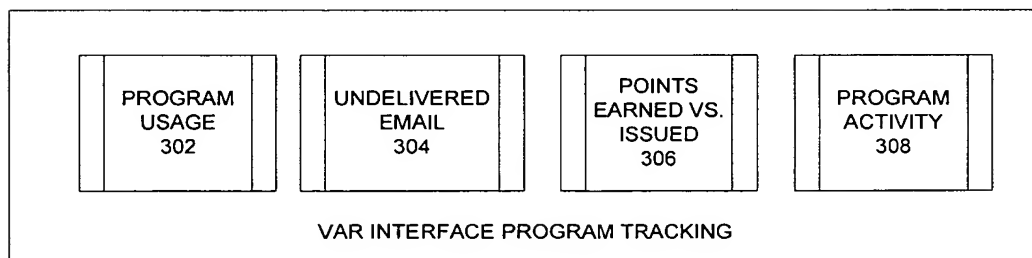 PROGRAM
USAGE
302
UNDELIVERED
EMAIL
304
POINTS
EARNED VS.
ISSUED
306
PROGRAM
ACTIVITY
308
VAR INTERFACE PROGRAM TRACKING